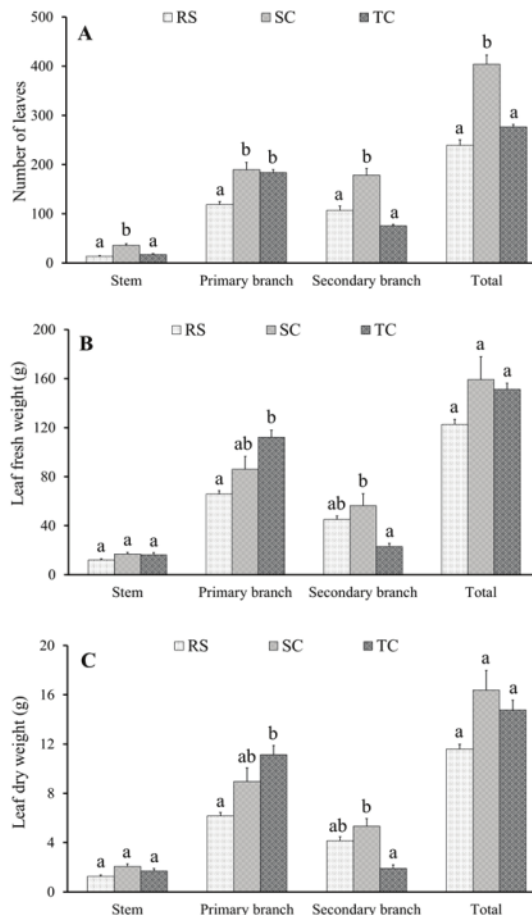 A
RS SC TC
Number of leaves
500
400
300
200
100
0
a b a
a b b
a b a
a b a
Stem Primary branch Secondary branch Total
B
RS SC TC
Leaf fresh weight (g)
200
160
120
80
40
0
a a a
a ab b
ab b a
a a a
Stem Primary branch Secondary branch Total
C
RS SC TC
Leaf dry weight (g)
20
16
12
8
4
0
a a a
a ab b
ab b a
a a a
Stem Primary branch Secondary branch Total